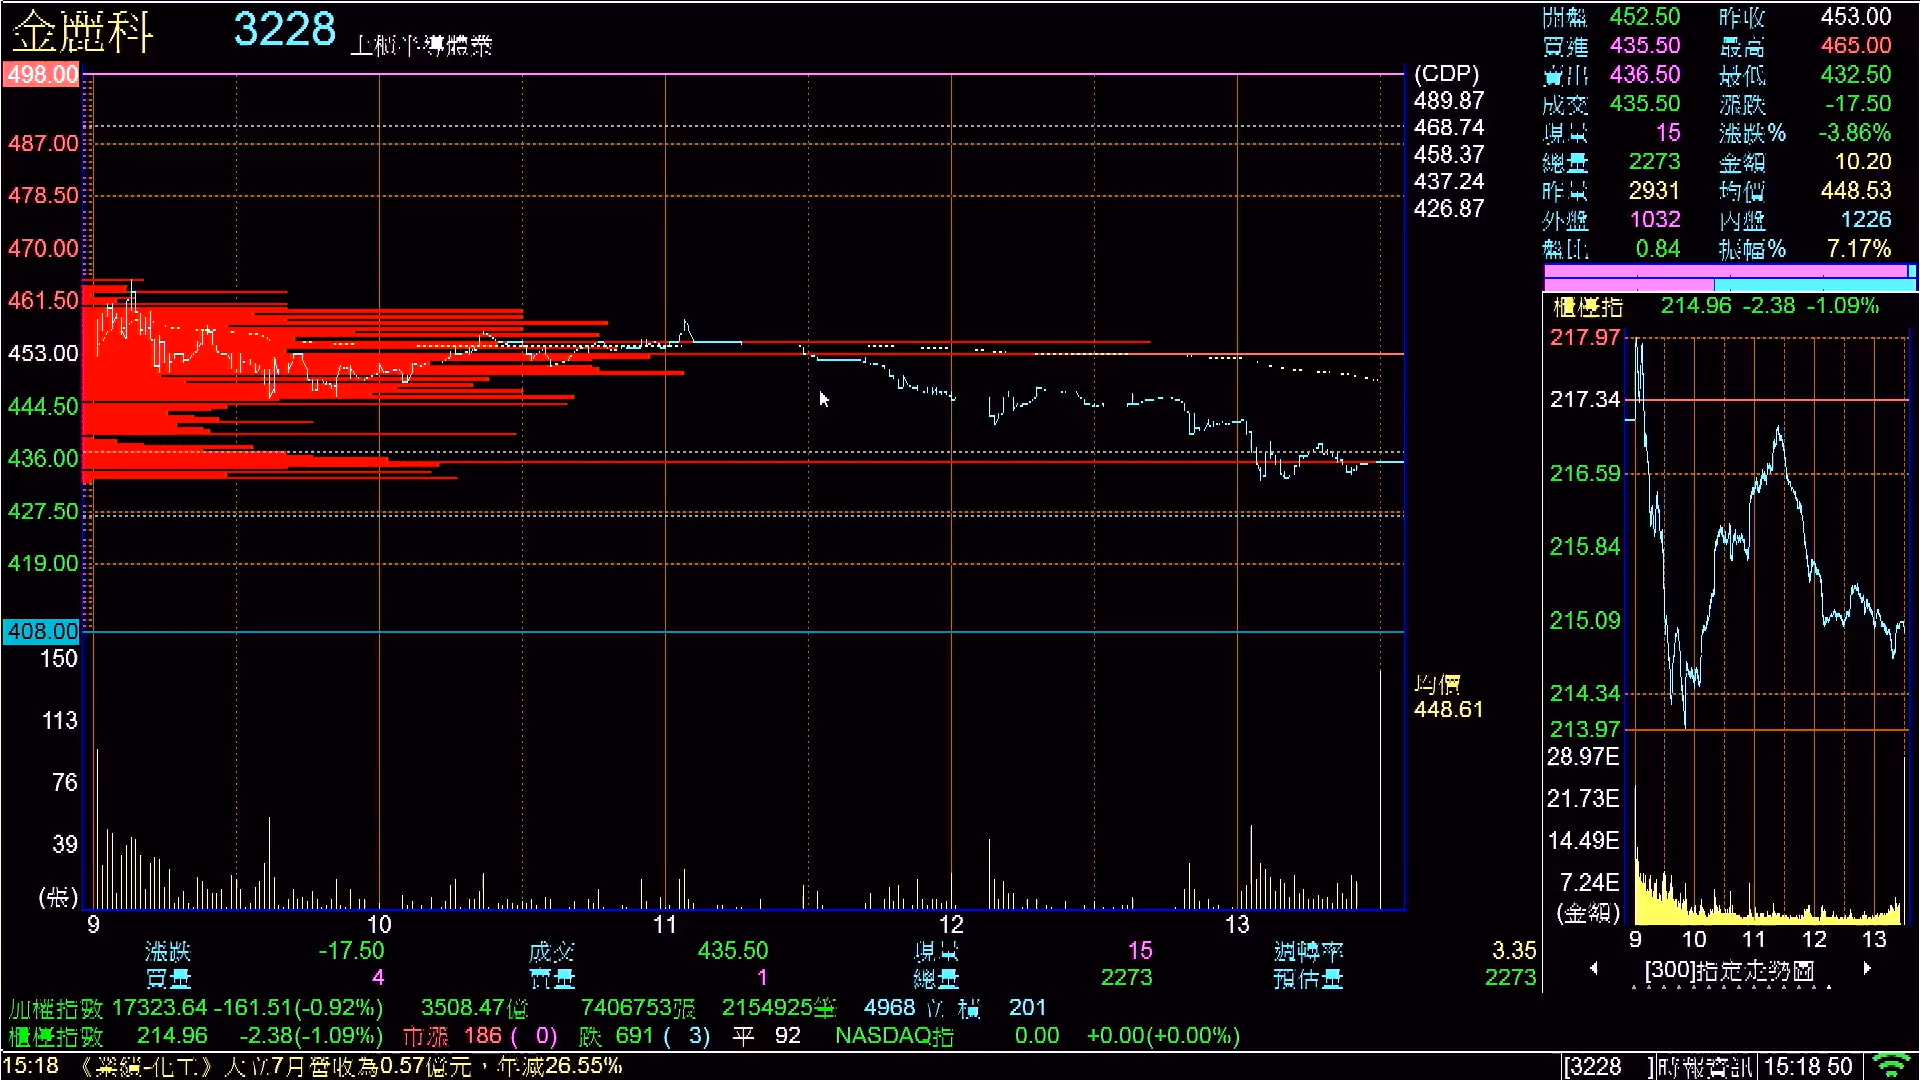 金麗科 3228 上櫃半導體業
498.00
487.00
478.50
470.00
461.50
453.00
444.50
436.00
427.50
419.00
408.00
150
113
76
39
(張)
9 10 11 12 13
(CDP)
489.87
468.74
458.37
437.24
426.87
均價
448.61
開盤 452.50 昨收 453.00
買進 435.50 最高 465.00
賣出 436.50 最低 432.50
成交 435.50 漲跌 -17.50
現量 15 漲跌% -3.86%
總量 2273 金額 10.20
昨量 2931 均價 448.53
外盤 1032 內盤 1226
盤比 0.84 振幅% 7.17%
櫃檯指 214.96 -2.38 -1.09%
217.97
217.34
216.59
215.84
215.09
214.34
213.97
28.97E
21.73E
14.49E
7.24E
(金額)
9 10 11 12 13
[300]指定走勢圖
漲跌 -17.50 成交 435.50 現量 15 週轉率 3.35
買量 4 賣量 1 總量 2273 預估量 2273
加權指數 17323.64 -161.51(-0.92%) 3508.47億 7406753張 2154925筆 4968 201
櫃檯指數 214.96 -2.38(-1.09%) 市漲 186 ( 0) 跌 691 ( 3) 平 92 NASDAQ指 0.00 +0.00(+0.00%)
15:18 《業績-化工》大立7月營收為0.57億元，年減26.55%
[3228 ]時報資訊 15:18 50